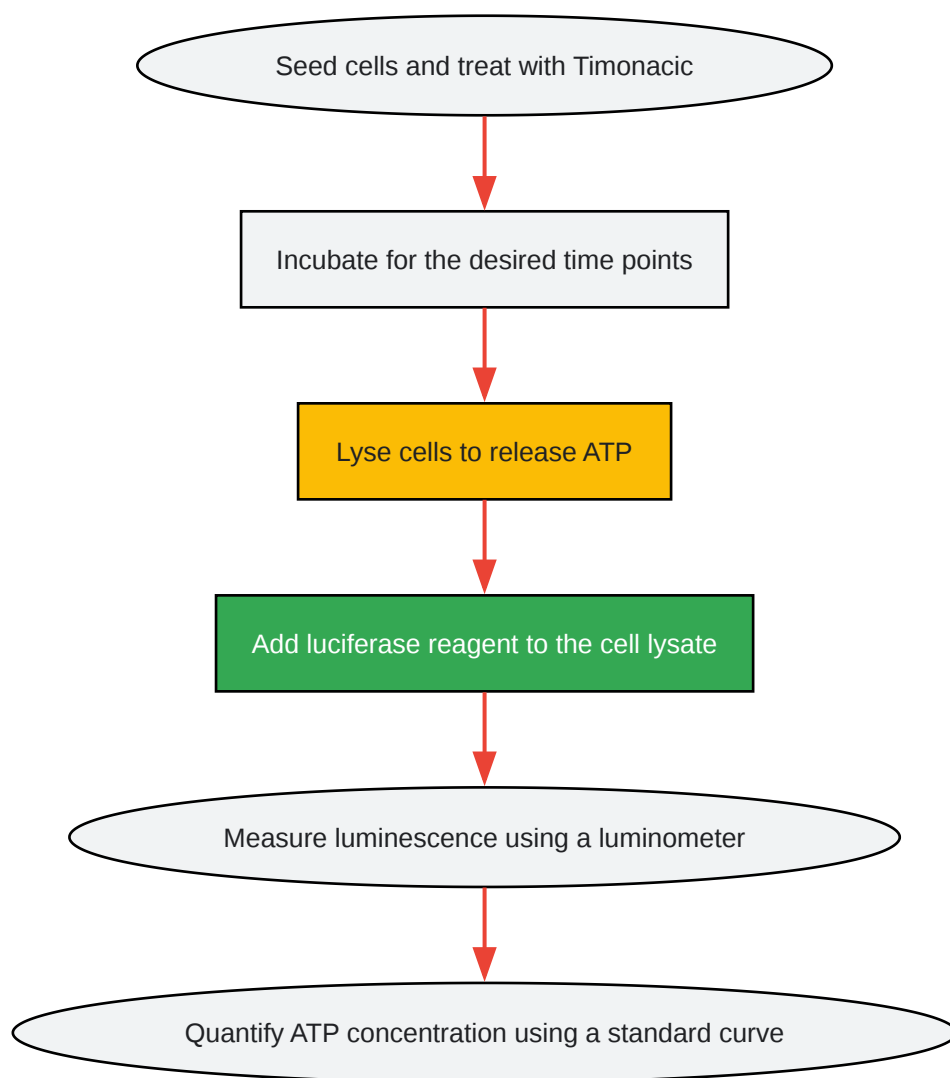 Seed cells and treat with Timonacic
Incubate for the desired time points
Lyse cells to release ATP
Add luciferase reagent to the cell lysate
Measure luminescence using a luminometer
Quantify ATP concentration using a standard curve